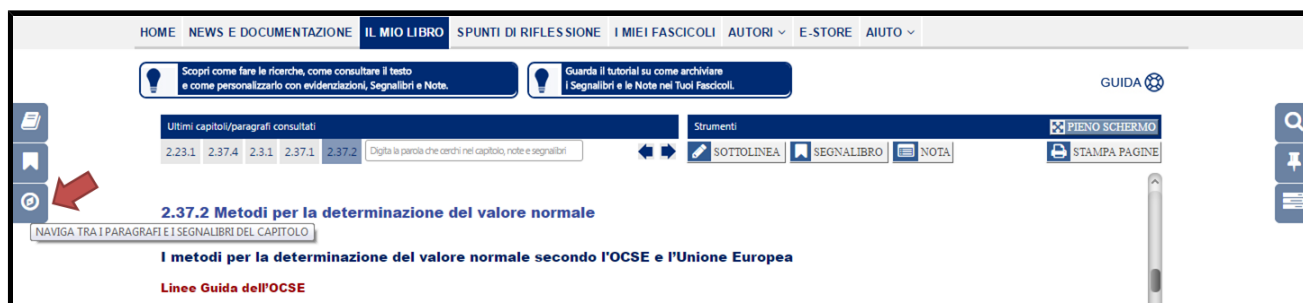 HOME NEWS E DOCUMENTAZIONE IL MIO LIBRO SPUNTI DI RIFLESSIONE I MIEI FASCICOLI AUTORI E-STORE AIUTO
Scopri come fare le ricerche, come consultare il testo
e come personalizzarlo con evidenziazioni, Segnalibri e Note.
Guarda il tutorial su come archiviare
i Segnalibri e le Note nei Tuoi Fascicoli.
GUIDA
Ultimi capitoli/paragrafi consultati
Strumenti
PIENO SCHERMO
2.23.1 2.37.4 2.3.1 2.37.1 2.37.2 Digita la parola che cerchi nel capitolo, note e segnalibri
SOTTOLINEA SEGNALIBRO NOTA STAMPA PAGINE
2.37.2 Metodi per la determinazione del valore normale
NAVIGA TRA I PARAGRAFI E I SEGNALIBRI DEL CAPITOLO
I metodi per la determinazione del valore normale secondo l'OCSE e l'Unione Europea
Linee Guida dell'OCSE